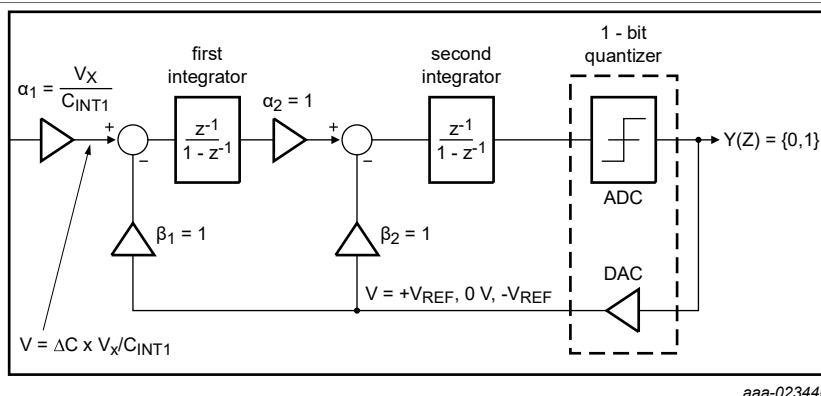 1 - bit
quantizer
first
integrator
second
integrator
α1 = VX
CINT1
α2 = 1
+
−
z-1
1 - z-1
+
−
z-1
1 - z-1
Y(Z) = {0,1}
ADC
β1 = 1
β2 = 1
DAC
V = +VREF, 0 V, -VREF
V = ΔC x Vx/CINT1